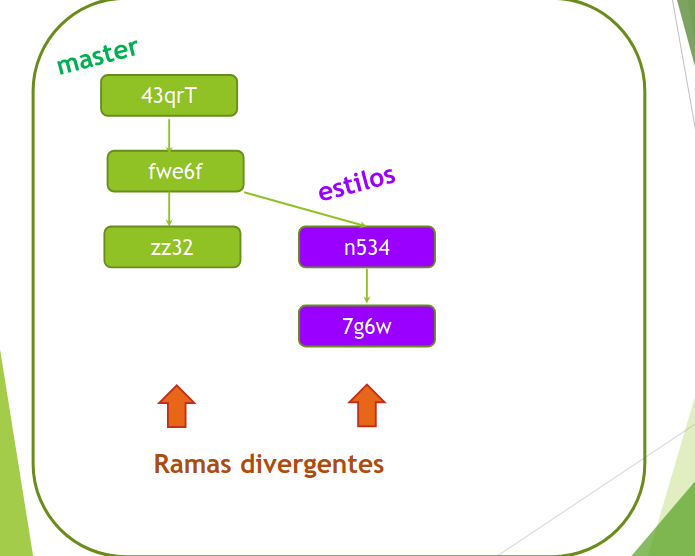 master
43qrT
fwe6f
estilos
zz32
n534
7g6w
Ramas divergentes